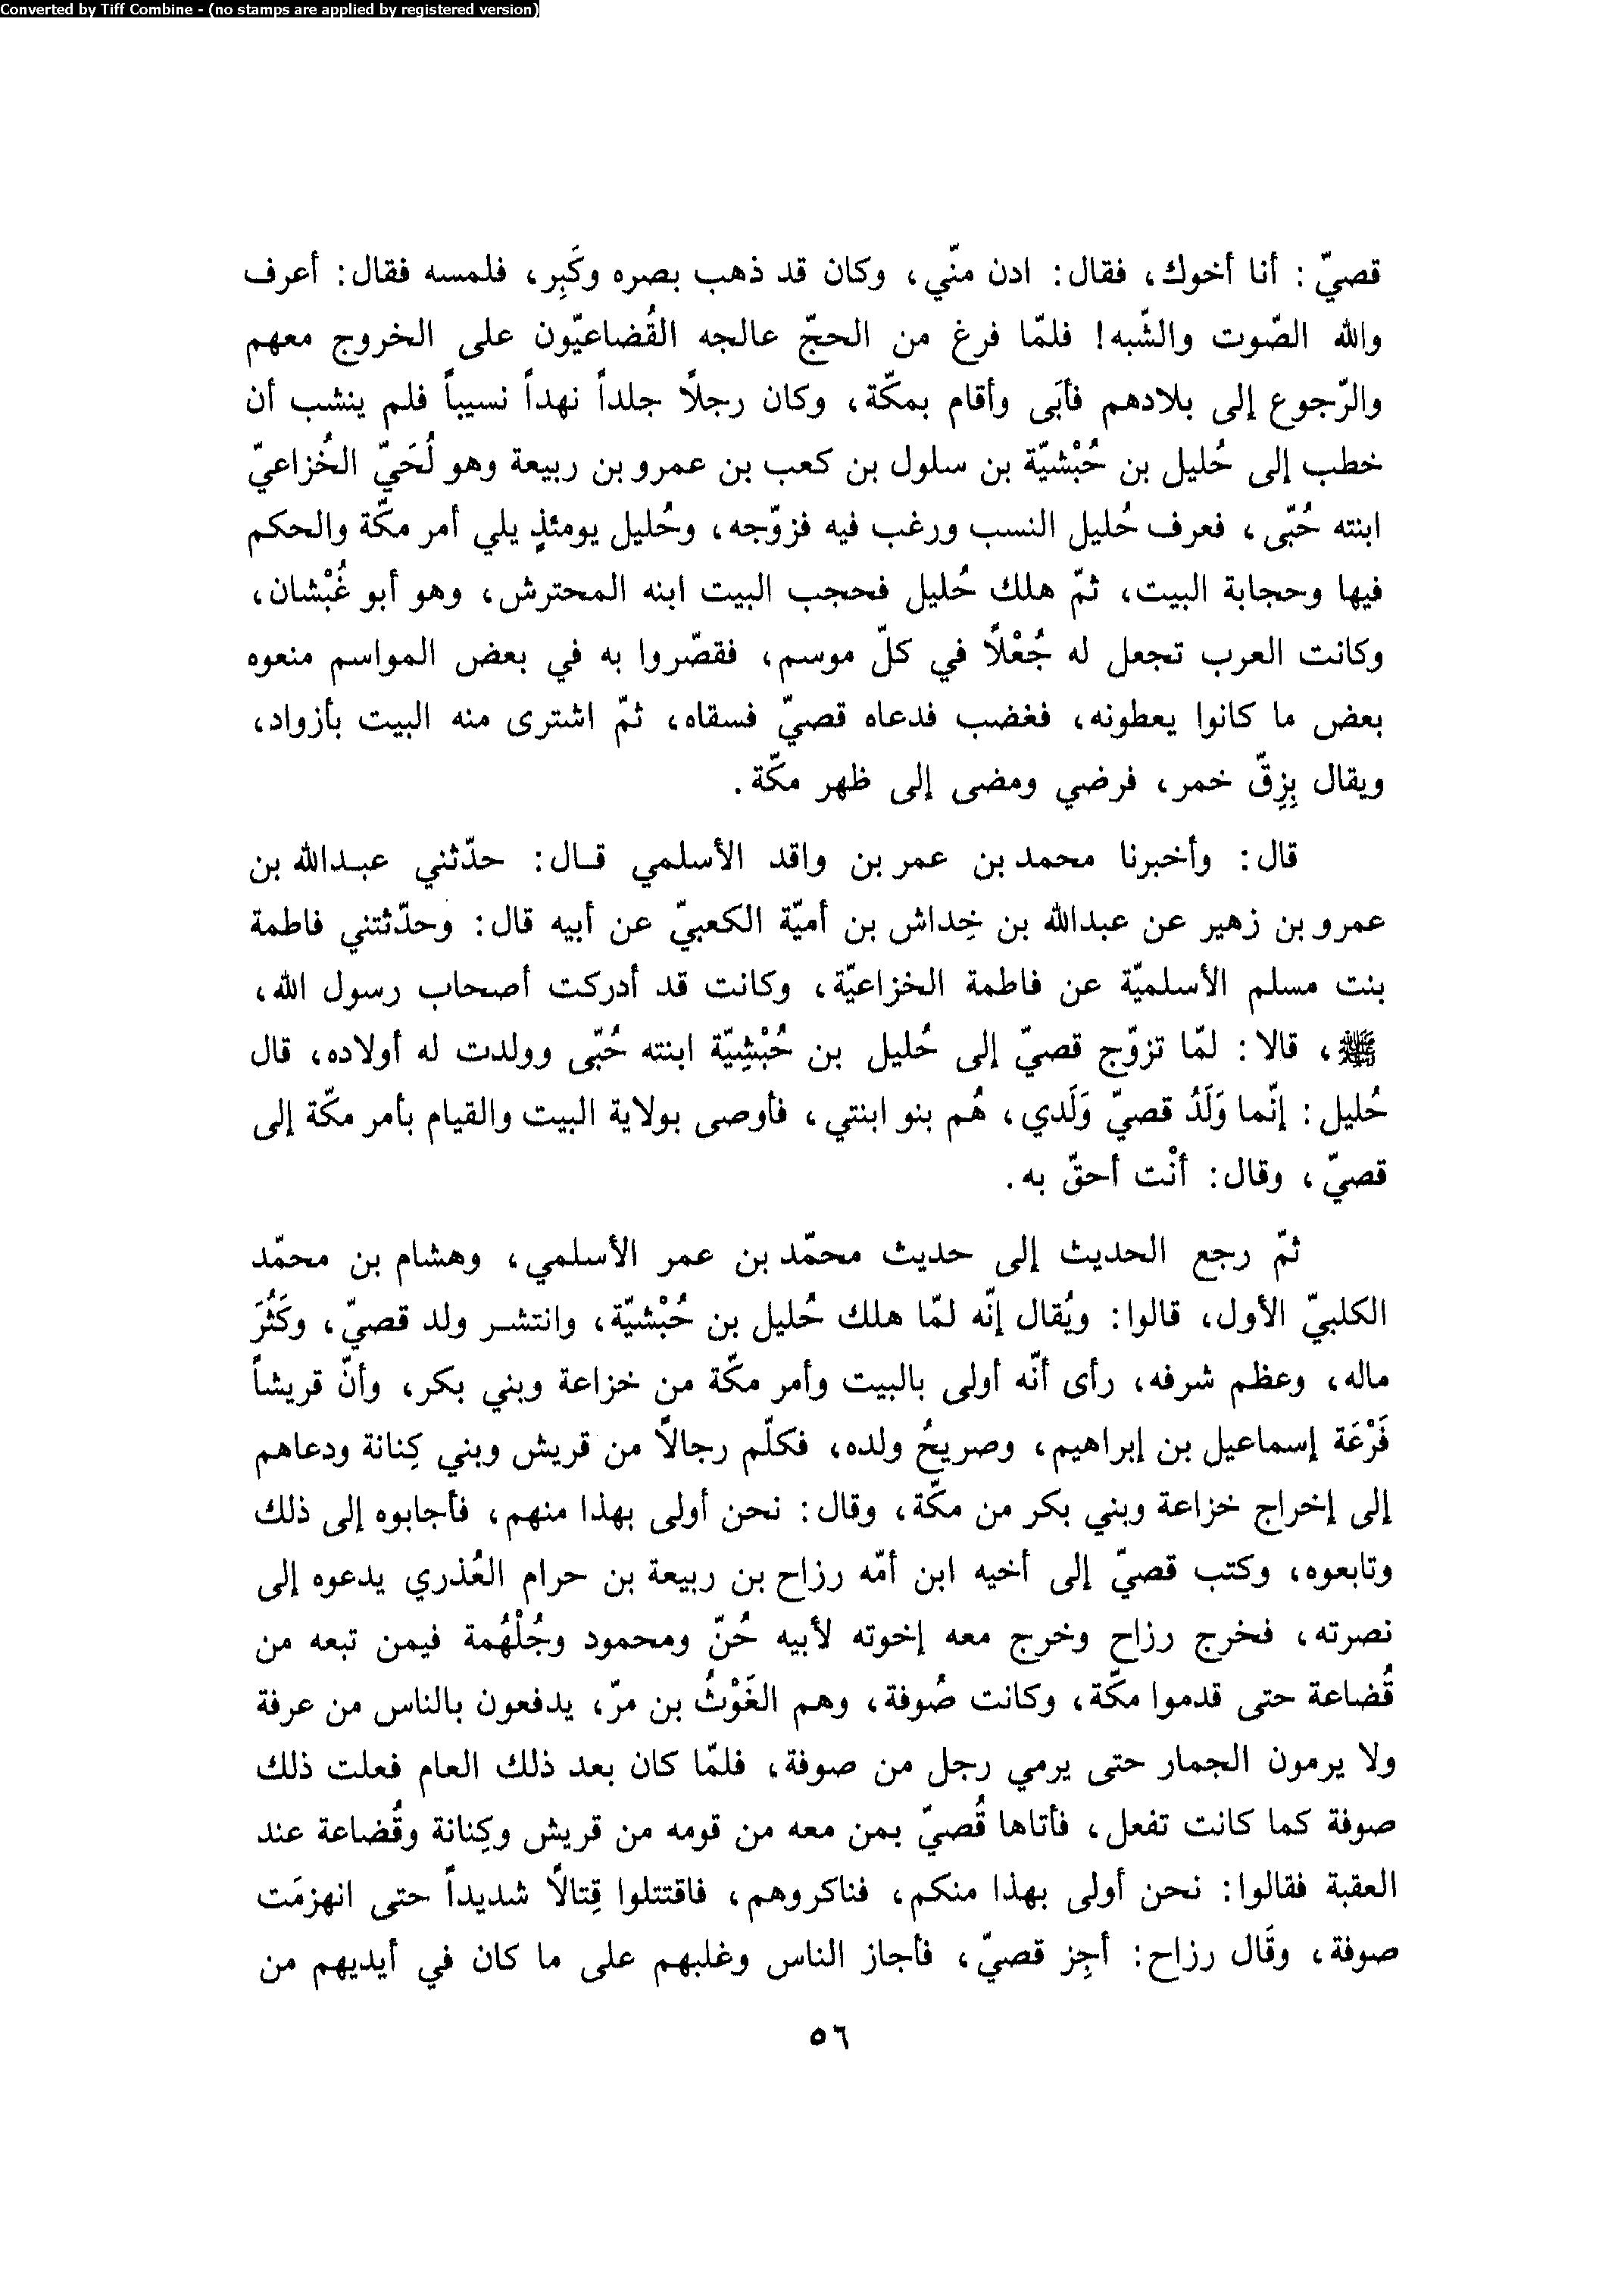 Converted by Tiff Combine - (no stamps are applied by registered version)
قصيّ: أنا أخوك، فقال: ادن منّي، وكان قد ذهب بصره وكَبِر، فلمسه فقال: أعرف
والله الصّوت والشّبه! فلمّا فرغ من الحجّ عالجه القُضاعيّون على الخروج معهم
والرّجوع إلى بلادهم فأبَى وأقام بمكّة، وكان رجلًا جلداً نهداً نسيباً فلم ينشب أن
خطب إلى حُليل بن حُبْشيّة بن سلول بن كعب بن عمرو بن ربيعة وهو لُحَيّ الخُزاعيّ
ابنته حُبّى، فعرف حُليل النسب ورغب فيه فزوّجه، وحُليل يومئذٍ يلي أمر مكّة والحكم
فيها وحجابة البيت، ثمّ هلك حُليل فحجب البيت ابنه المحترش، وهو أبو غُبْشان،
وكانت العرب تجعل له جُعْلًا في كلّ موسم، فقصّروا به في بعض المواسم منعوه
بعض ما كانوا يعطونه، فغضب فدعاه قصيّ فسقاه، ثمّ اشترى منه البيت بأزواد،
ويقال بِزِقّ خمر، فرضي ومضى إلى ظهر مكّة.
قال: وأخبرنا محمد بن عمر بن واقد الأسلمي قـال: حدّثني عبـدالله بن
عمرو بن زهير عن عبدالله بن خِداش بن أميّة الكعبيّ عن أبيه قال: وحدّثتني فاطمة
بنت مسلم الأسلميّة عن فاطمة الخزاعيّة، وكانت قد أدركت أصحاب رسول الله،
ﷺ، قالا: لمّا تزوّج قصيّ إلى حُليل بن حُبْشِيّة ابنته حُبّى وولدت له أولاده، قال
حُليل: إنّما وَلَدُ قصيّ وَلَدي، هُم بنو ابنتي، فأوصى بولاية البيت والقيام بأمر مكّة إلى
قصيّ، وقال: أنْت أحقّ به.
ثمّ رجع الحديث إلى حديث محمّد بن عمر الأسلمي، وهشام بن محمّد
الكلبيّ الأول، قالوا: ويُقال إنّه لمّا هلك حُليل بن حُبْشيّة، وانتشـر ولد قصيّ، وكَثُرَ
ماله، وعظم شرفه، رأى أنّه أولى بالبيت وأمر مكّة من خزاعة وبني بكر، وأنّ قريشاً
فَرْعَة إسماعيل بن إبراهيم، وصريحُ ولده، فكلّم رجالاً من قريش وبني كِنانة ودعاهم
إلى إخراج خزاعة وبني بكر من مكّة، وقال: نحن أولى بهذا منهم، فأجابوه إلى ذلك
وتابعوه، وكتب قصيّ إلى أخيه ابن أمّه رزاح بن ربيعة بن حرام العُذري يدعوه إلى
نصرته، فخرج رزاح وخرج معه إخوته لأبيه حُنّ ومحمود وجُلْهُمة فيمن تبعه من
قُضاعة حتى قدموا مكّة، وكانت صُوفة، وهم الغَوْثُ بن مرّ، يدفعون بالناس من عرفة
ولا يرمون الجمار حتى يرمي رجل من صوفة، فلمّا كان بعد ذلك العام فعلت ذلك
صوفة كما كانت تفعل، فأتاها قُصيّ بمن معه من قومه من قريش وكِنانة وقُضاعة عند
العقبة فقالوا: نحن أولى بهذا منكم، فناكروهم، فاقتتلوا قِتالًا شديداً حتى انهزمَت
صوفة، وقَال رزاح: أجِز قصيّ، فأجاز الناس وغلبهم على ما كان في أيديهم من
٥٦